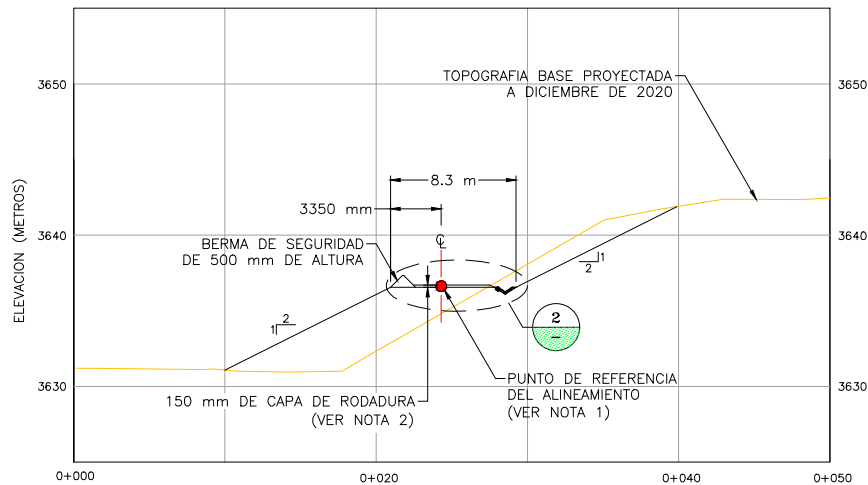 3650
3650
TOPOGRAFIA BASE PROYECTADA
A DICIEMBRE DE 2020
ELEVACION (METROS)
8.3 m
3350 mm
3640
3640
BERMA DE SEGURIDAD
DE 500 mm DE ALTURA
℄
1
2
2
1
2
–
3630
3630
150 mm DE CAPA DE RODADURA
(VER NOTA 2)
PUNTO DE REFERENCIA
DEL ALINEAMIENTO
(VER NOTA 1)
0+000
0+020
0+040
0+050